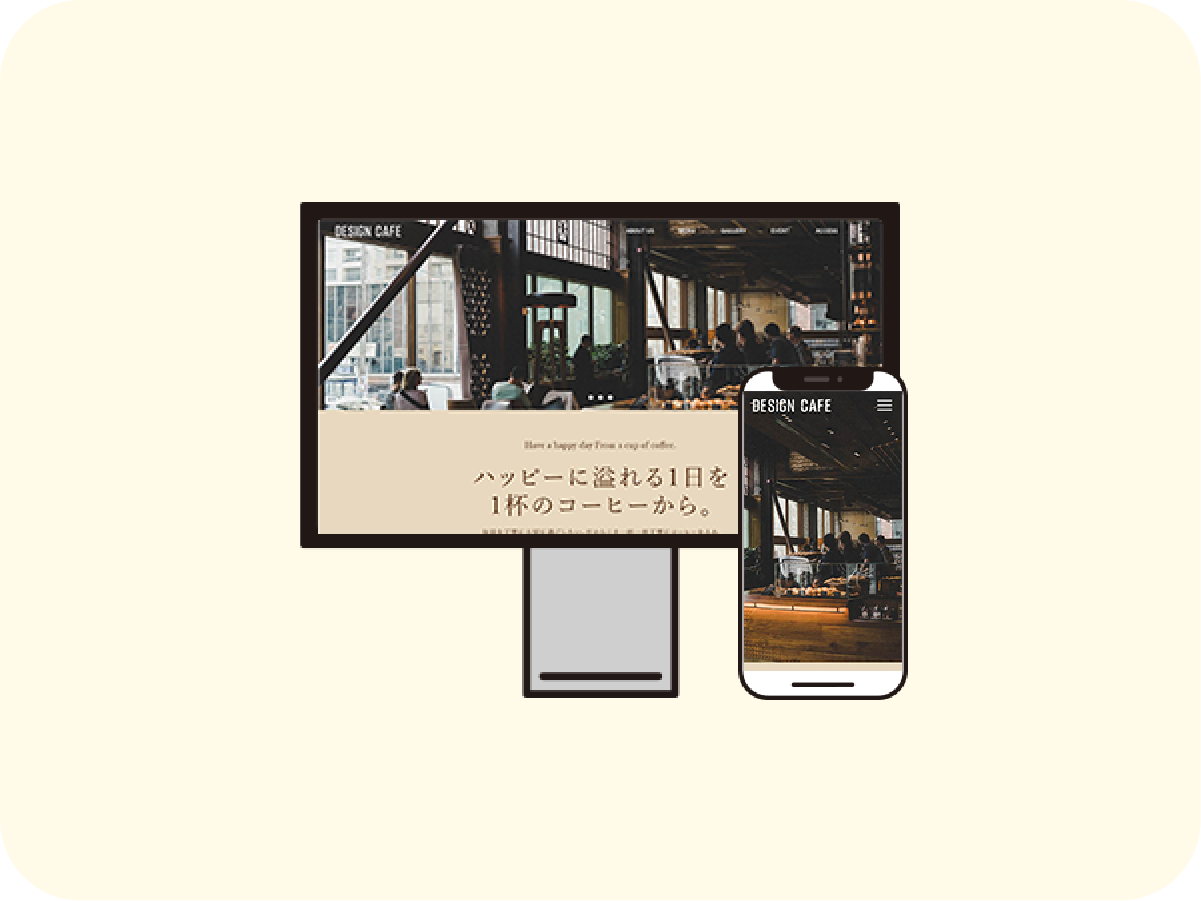 DESIGN CAFE
ABOUT US
MENU
GALLERY
EVENT
ACCESS
Have a happy day From a cup of coffee.
ハッピーに溢れる1日を
1杯のコーヒーから。
DESIGN CAFE